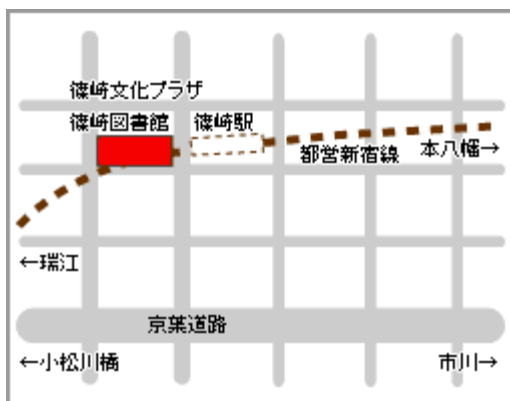 篠崎文化プラザ
篠崎図書館
篠崎駅
都営新宿線
本八幡→
←瑞江
京葉道路
←小松川橋
市川→